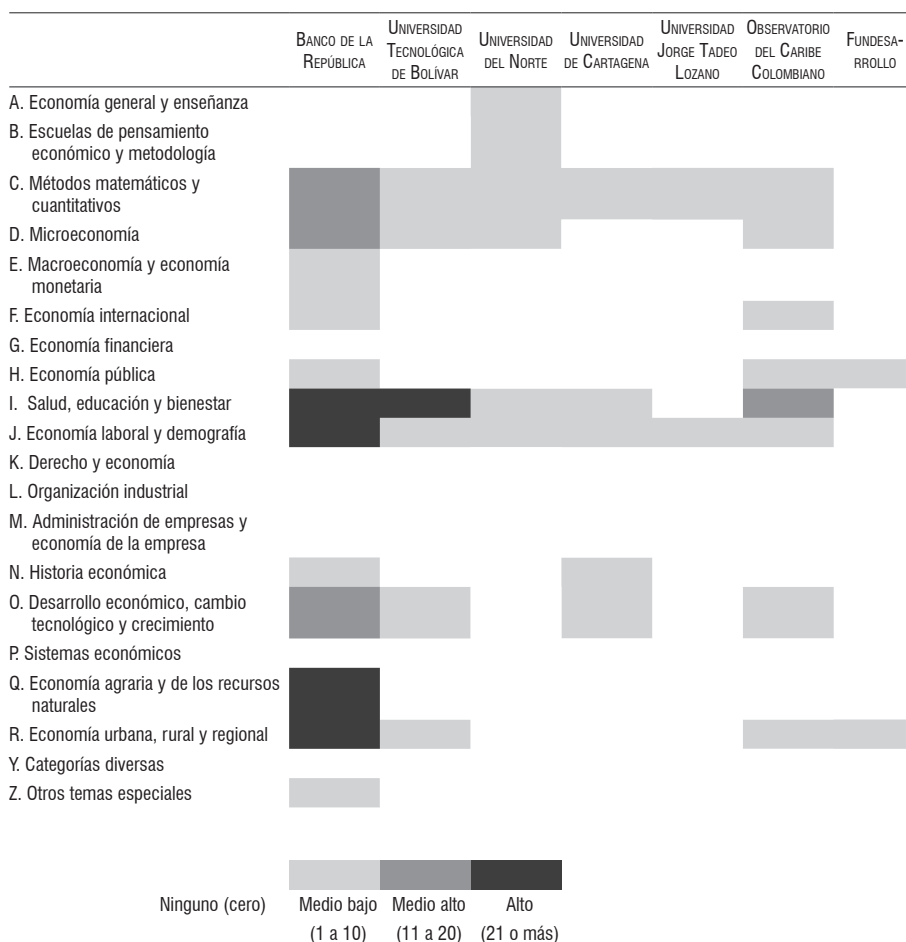 Banco de la República
Universidad Tecnológica de Bolívar
Universidad del Norte
Universidad de Cartagena
Universidad Jorge Tadeo Lozano
Observatorio del Caribe Colombiano
Fundesa-
rrollo
A. Economía general y enseñanza
B. Escuelas de pensamiento
económico y metodología
C. Métodos matemáticos y
cuantitativos
D. Microeconomía
E. Macroeconomía y economía
monetaria
F. Economía internacional
G. Economía financiera
H. Economía pública
I. Salud, educación y bienestar
J. Economía laboral y demografía
K. Derecho y economía
L. Organización industrial
M. Administración de empresas y
economía de la empresa
N. Historia económica
O. Desarrollo económico, cambio
tecnológico y crecimiento
P. Sistemas económicos
Q. Economía agraria y de los recursos
naturales
R. Economía urbana, rural y regional
Y. Categorías diversas
Z. Otros temas especiales
Ninguno (cero) Medio bajo Medio alto Alto
(1 a 10) (11 a 20) (21 o más)